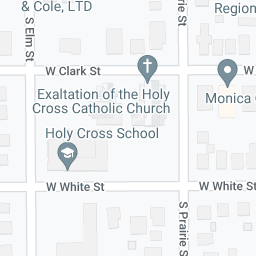 & Cole, LTD
Region
S Elm St
rie St
W Clark St
Exaltation of the Holy
Cross Catholic Church
Monica
Holy Cross School
W White St
W White St
S Prairie S